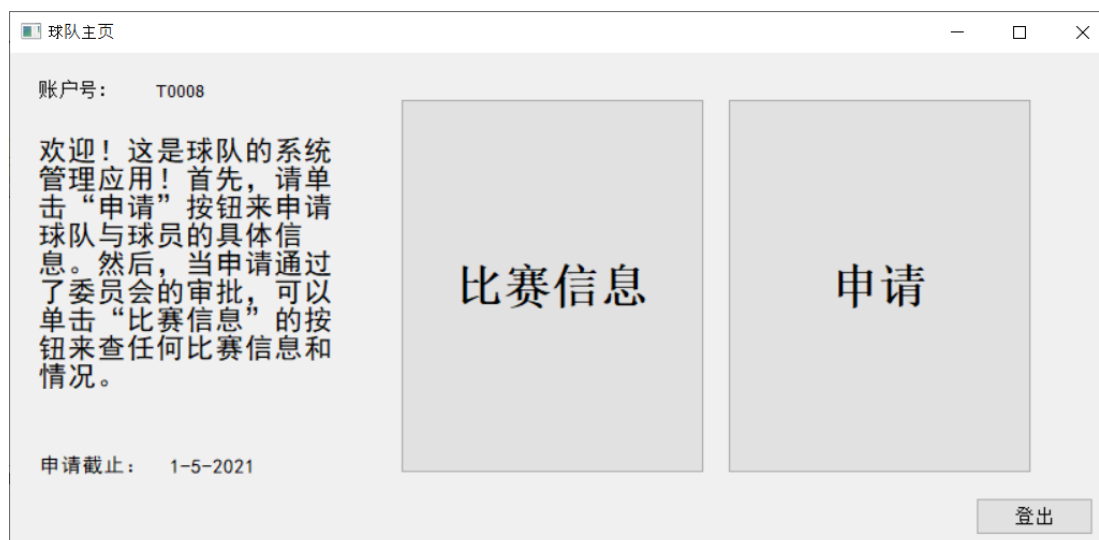 球队主页
账户号： T0008
欢迎！这是球队的系统
管理应用！首先，请单
击“申请”按钮来申请
球队与球员的具体信
息。然后，当申请通过
了委员会的审批，可以
单击“比赛信息”的按
钮来查任何比赛信息和
情况。
比赛信息
申请
申请截止： 1-5-2021
登出